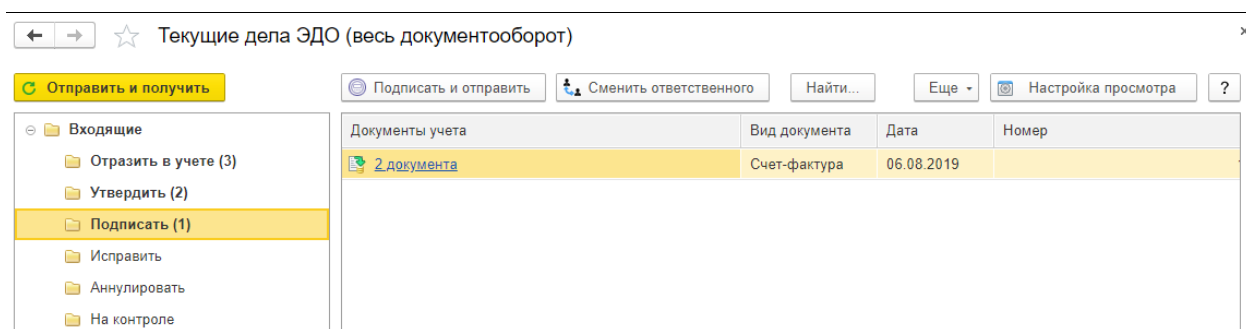 Текущие дела ЭДО (весь документооборот)
Отправить и получить
Подписать и отправить Сменить ответственного Найти... Еще Настройка просмотра ?
Входящие
Отразить в учете (3)
Утвердить (2)
Подписать (1)
Исправить
Аннулировать
На контроле
Документы учета Вид документа Дата Номер
2 документа Счет-фактура 06.08.2019